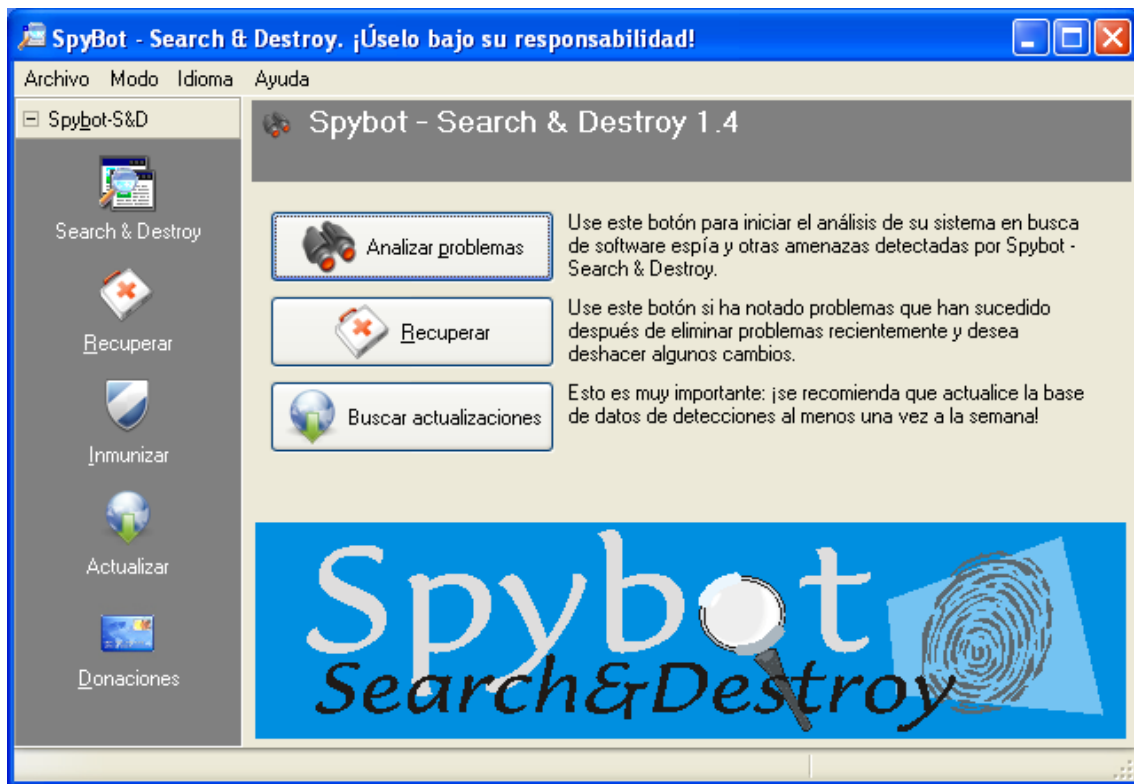 SpyBot - Search & Destroy. ¡Úselo bajo su responsabilidad!
Archivo Modo Idioma Ayuda
Spybot-S&D
Search & Destroy
Recuperar
Inmunizar
Actualizar
Donaciones
Spybot - Search & Destroy 1.4
Analizar problemas
Use este botón para iniciar el análisis de su sistema en busca
de software espía y otras amenazas detectadas por Spybot -
Search & Destroy.
Recuperar
Use este botón si ha notado problemas que han sucedido
después de eliminar problemas recientemente y desea
deshacer algunos cambios.
Buscar actualizaciones
Esto es muy importante: ¡se recomienda que actualice la base
de datos de detecciones al menos una vez a la semana!
Spybot
Search&Destroy